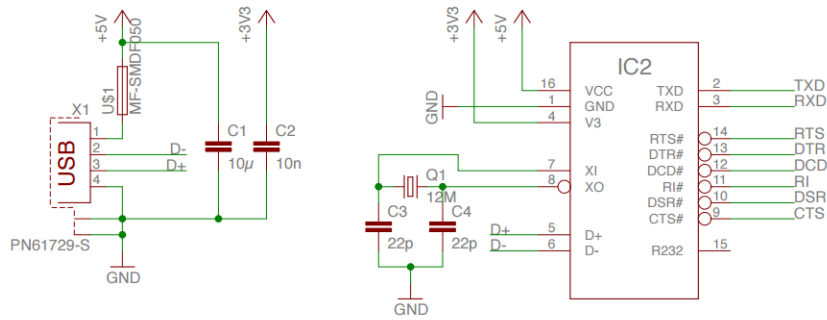 +5V
+3V3
U$1
MF-SMDF050
X1
USB
1
2
3
4
D-
D+
C1
10µ
C2
10n
PN61729-S
GND
+3V3
+5V
IC2
GND
16
1
4
VCC
GND
V3
TXD
RXD
2
3
TXD
RXD
RTS#
DTR#
DCD#
RI#
DSR#
CTS#
14
13
12
11
10
9
RTS
DTR
DCD
RI
DSR
CTS
7
8
XI
XO
Q1
12M
C3
22p
C4
22p
D+
D-
5
6
D+
D-
R232
15
GND